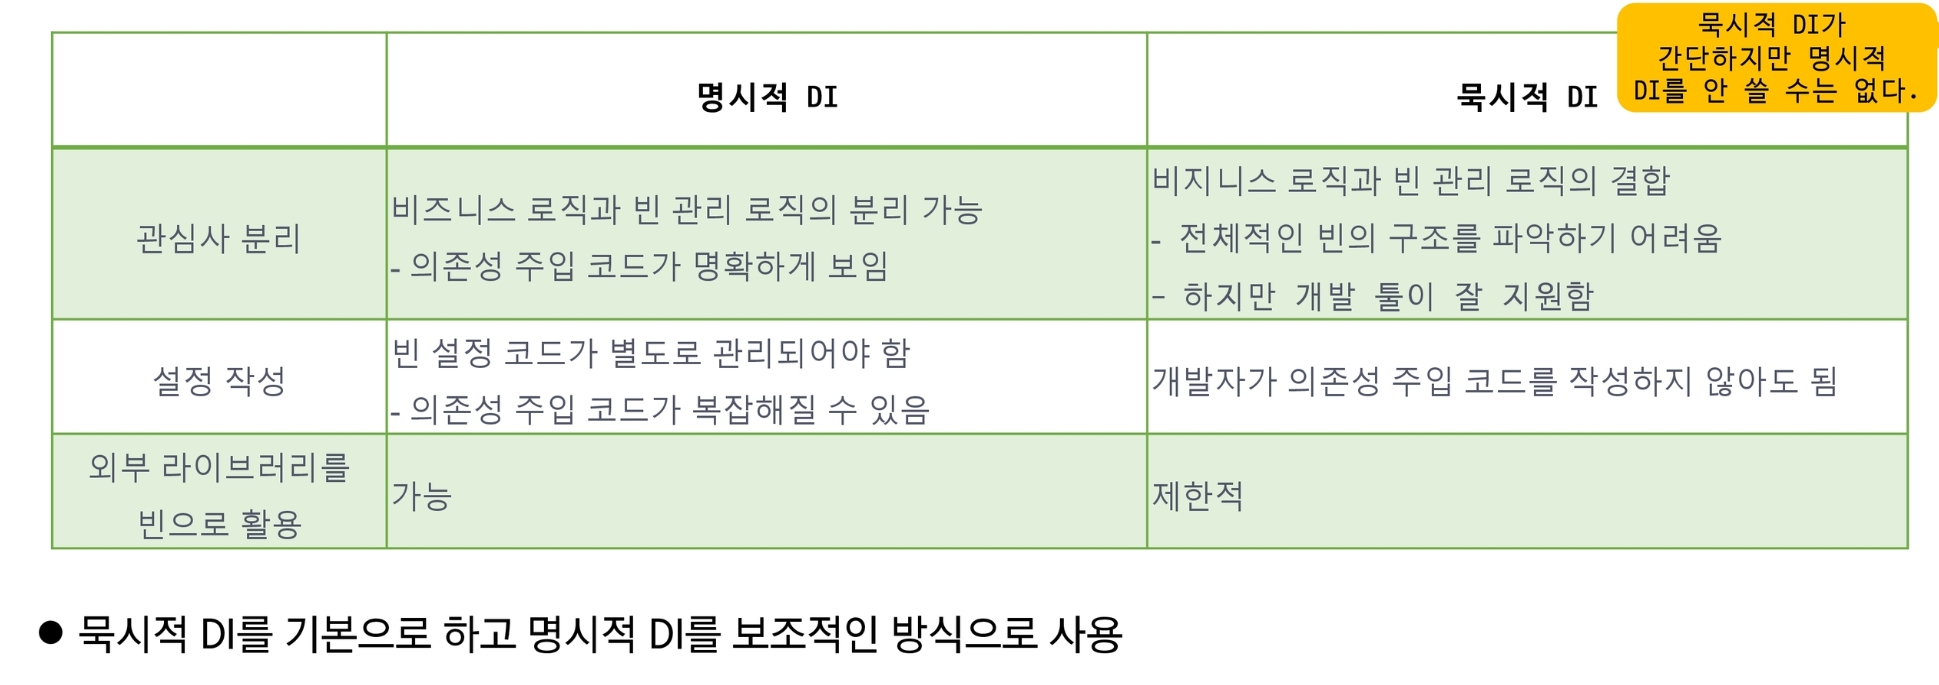 묵시적 DI가
간단하지만 명시적
DI를 안 쓸 수는 없다.
명시적 DI
묵시적 DI
관심사 분리
비즈니스 로직과 빈 관리 로직의 분리 가능
- 의존성 주입 코드가 명확하게 보임
비지니스 로직과 빈 관리 로직의 결합
- 전체적인 빈의 구조를 파악하기 어려움
- 하지만 개발 툴이 잘 지원함
설정 작성
빈 설정 코드가 별도로 관리되어야 함
- 의존성 주입 코드가 복잡해질 수 있음
개발자가 의존성 주입 코드를 작성하지 않아도 됨
외부 라이브러리를
빈으로 활용
가능
제한적
● 묵시적 DI를 기본으로 하고 명시적 DI를 보조적인 방식으로 사용